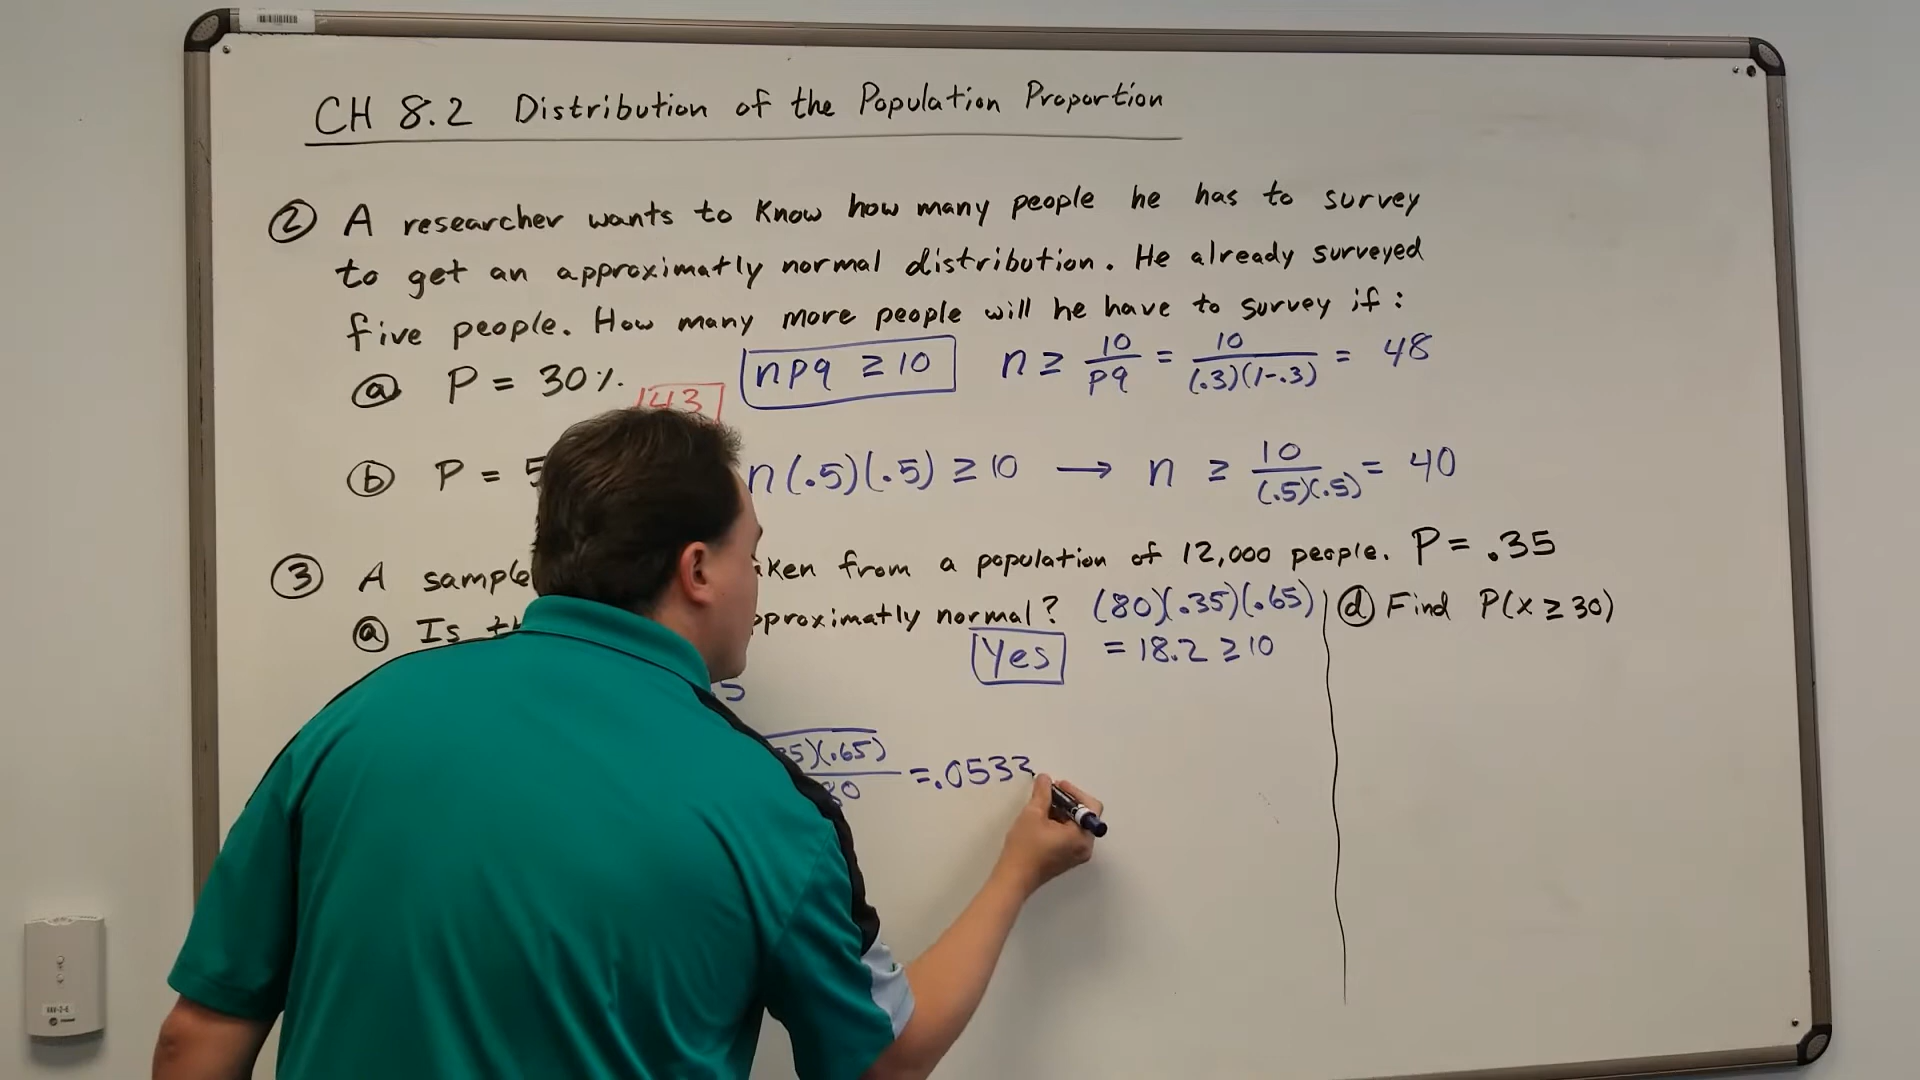 CH 8.2 Distribution of the Population Proportion
② A researcher wants to know how many people he has to survey
to get an approximatly normal distribution. He already surveyed
five people. How many more people will he have to survey if:
ⓐ P = 30%. 43 npq ≥ 10 n ≥ 10/pq = 10/(.3)(1-.3) = 48
ⓑ P = 5 n(.5)(.5) ≥ 10 → n ≥ 10/(.5)(.5) = 40
③ A sample from a population of 12,000 people. P = .35
ⓐ Is normal? (80)(.35)(.65)
Yes = 18.2 ≥ 10
5
5)(.65)/80 = .0533
ⓓ Find P(x ≥ 30)